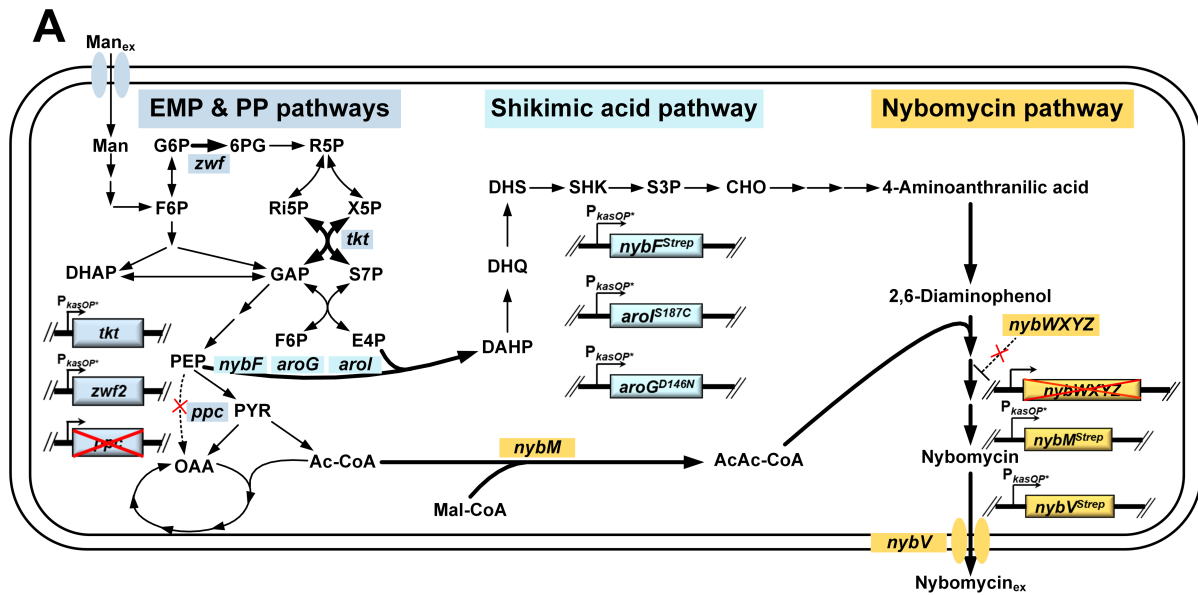 A
Man_ex
EMP & PP pathways
Shikimic acid pathway
Nybomycin pathway
Man
G6P
6PG
R5P
zwf
DHS
SHK
S3P
CHO
4-Aminoanthranilic acid
F6P
Ri5P
X5P
tkt
P_kasOP*
nybF^Strep
DHAP
GAP
S7P
DHQ
P_kasOP*
tkt
P_kasOP*
aroI^S187C
2,6-Diaminophenol
nybWXYZ
F6P
E4P
DAHP
PEP
nybF
aroG
aroI
P_kasOP*
zwf2
P_kasOP*
aroG^D146N
nybWXYZ
ppc
PYR
ppc
OAA
Ac-CoA
nybM
AcAc-CoA
Mal-CoA
P_kasOP*
nybM^Strep
Nybomycin
P_kasOP*
nybV^Strep
nybV
Nybomycin_ex